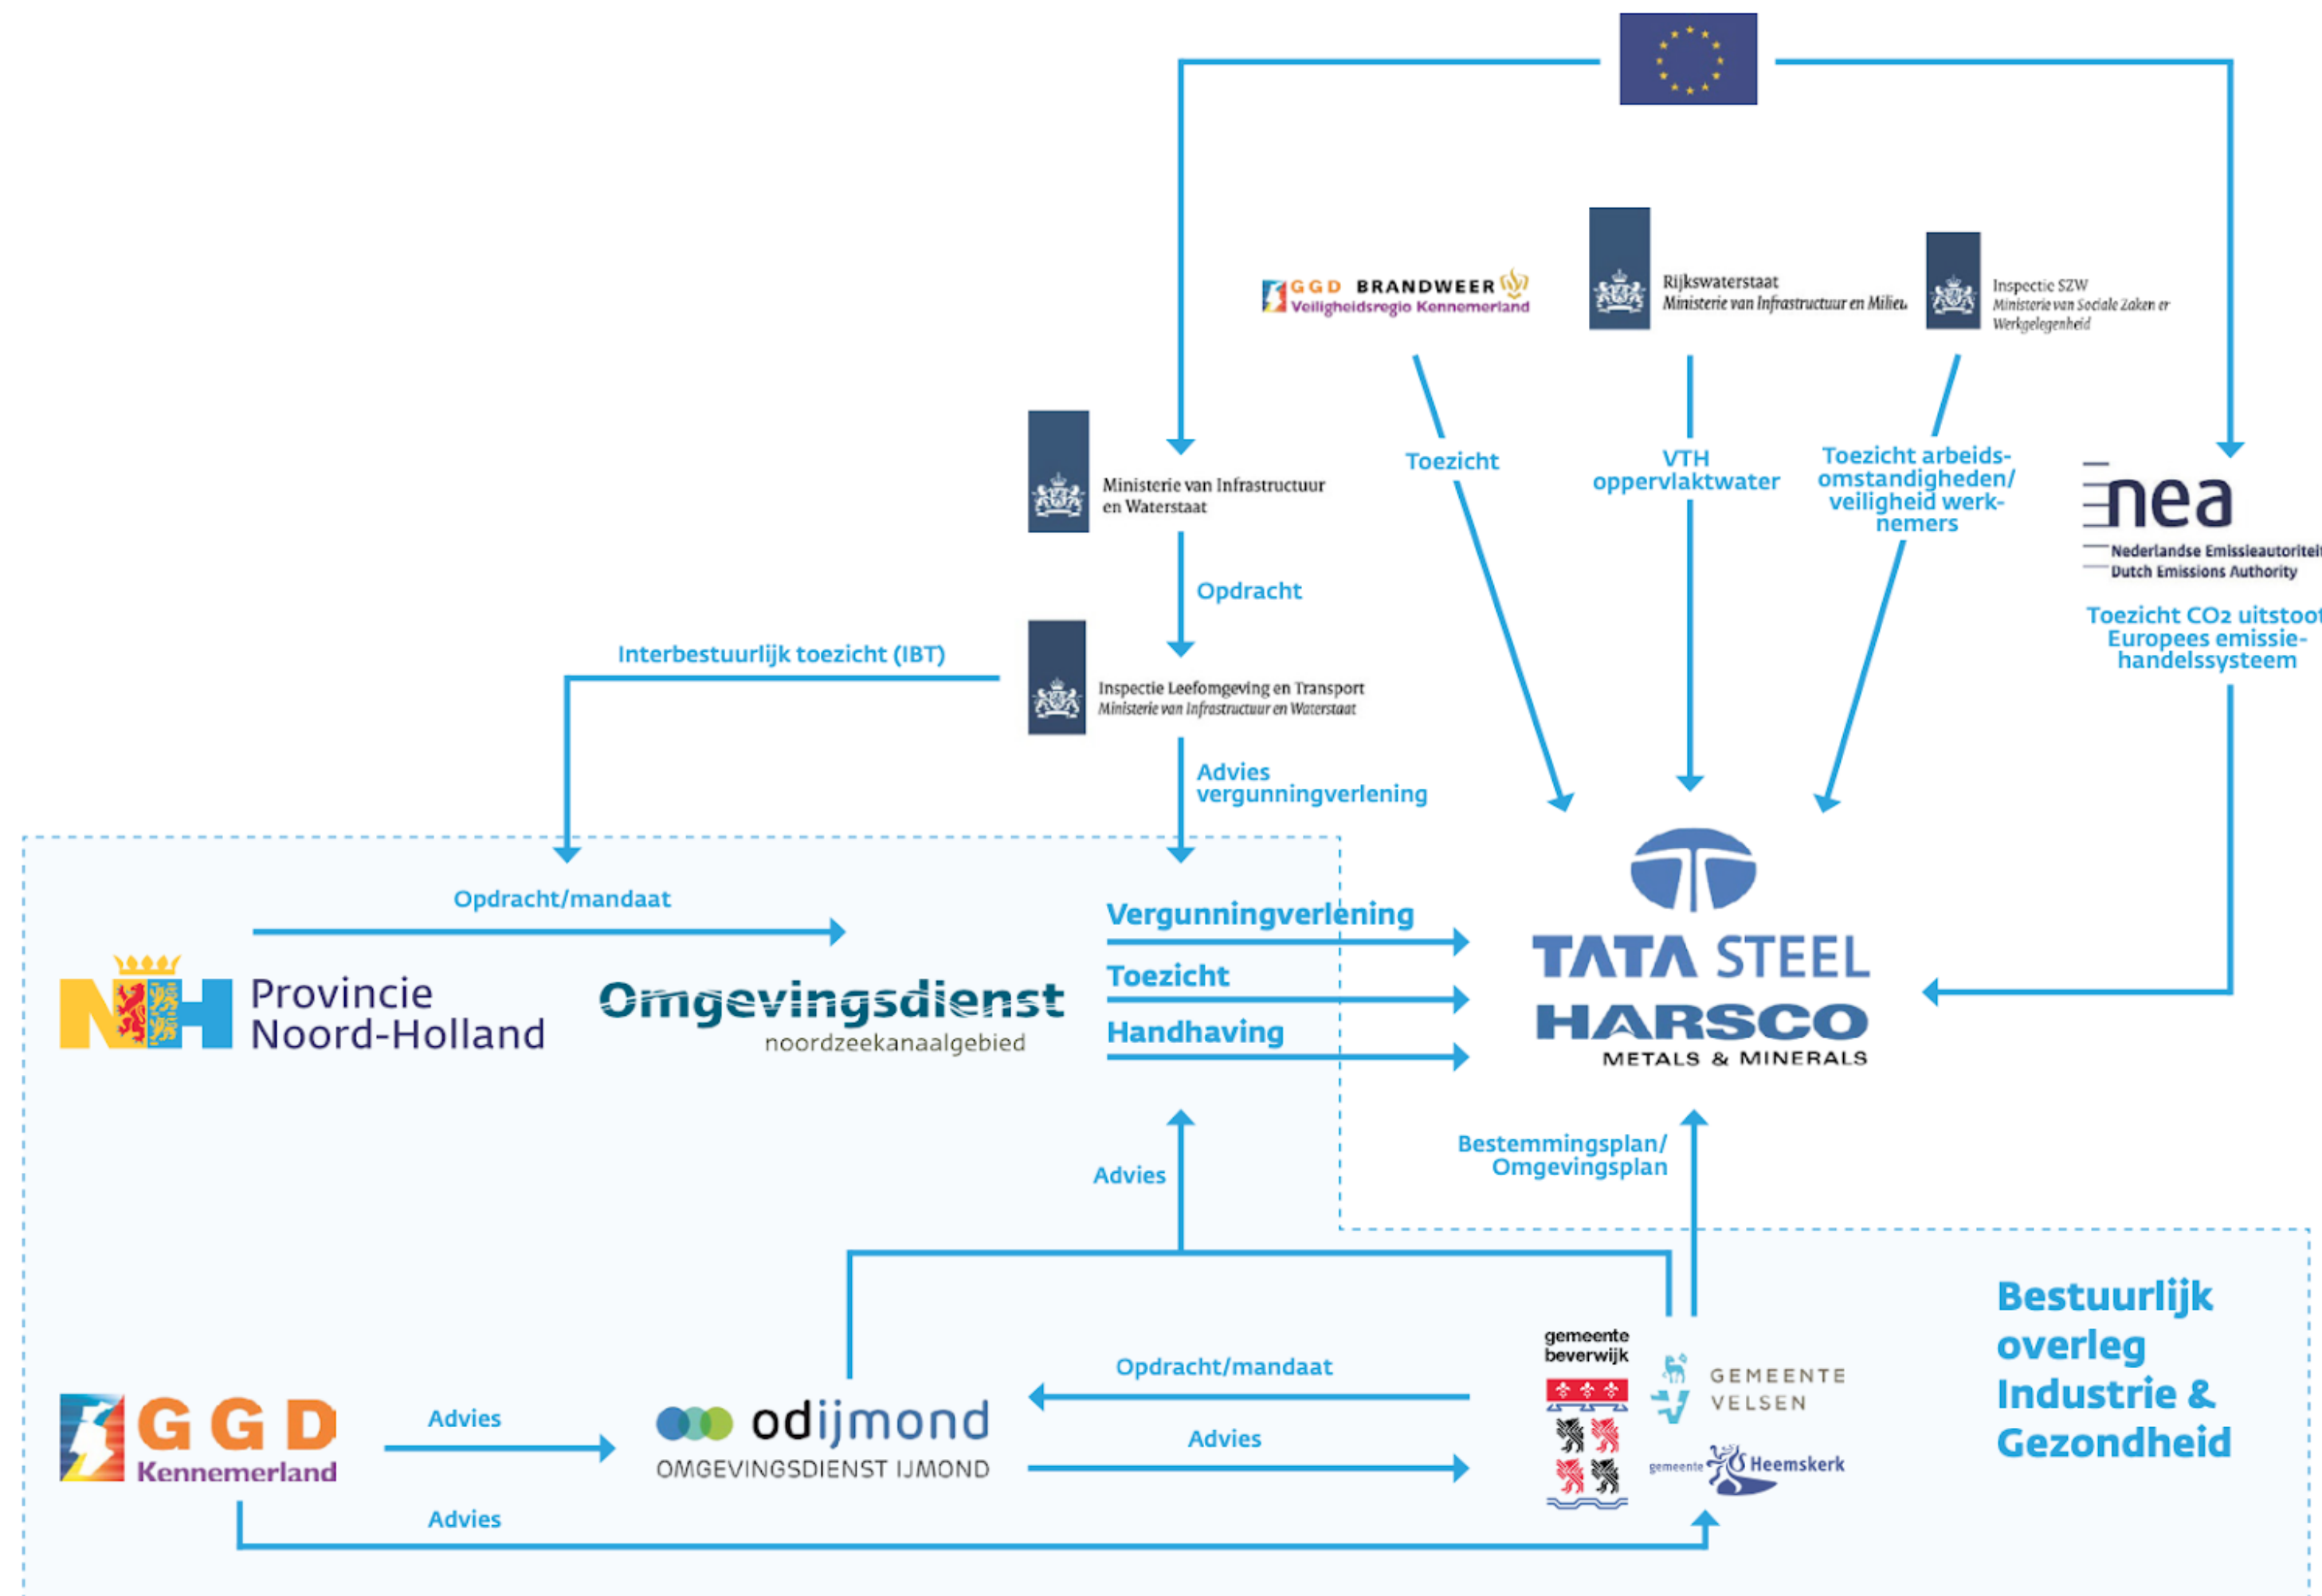 GGD BRANDWEER
Veiligheidsregio Kennemerland
Rijkswaterstaat
Ministerie van Infrastructuur en Milieu
Inspectie SZW
Ministerie van Sociale Zaken er
Werkgelegenheid
Toezicht
VTH
oppervlaktwater
Toezicht arbeids-
omstandigheden/
veiligheid werk-
nemers
nea
Nederlandse Emissieautoriteit
Dutch Emissions Authority
Toezicht CO2 uitstoot
Europees emissie-
handelssysteem
Ministerie van Infrastructuur
en Waterstaat
Opdracht
Interbestuurlijk toezicht (IBT)
Inspectie Leefomgeving en Transport
Ministerie van Infrastructuur en Waterstaat
Advies
vergunningverlening
Opdracht/mandaat
NH
Provincie
Noord-Holland
Omgevingsdienst
noordzeekanaalgebied
Vergunningverlening
Toezicht
Handhaving
TATA STEEL
HARSCO
METALS & MINERALS
Advies
Bestemmingsplan/
Omgevingsplan
GGD
Kennemerland
Advies
Advies
odijmond
OMGEVINGSDIENST IJMOND
Opdracht/mandaat
Advies
gemeente
beverwijk
GEMEENTE
VELSEN
gemeente Heemskerk
Bestuurlijk
overleg
Industrie &
Gezondheid